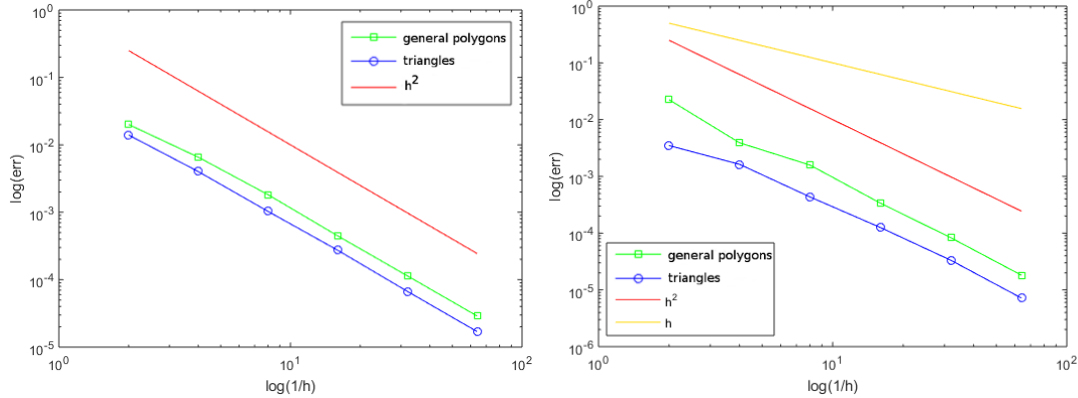 10^0
10^-1
10^-2
10^-3
10^-4
10^-5
10^0
10^1
10^2
log(err)
log(1/h)
general polygons
triangles
h^2
10^0
10^-1
10^-2
10^-3
10^-4
10^-5
10^-6
10^0
10^1
10^2
log(err)
log(1/h)
general polygons
triangles
h^2
h